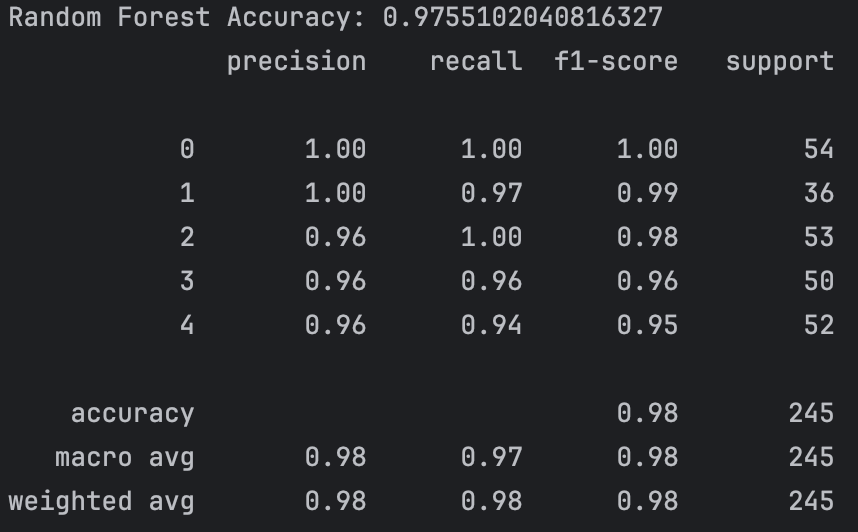 Random Forest Accuracy: 0.9755102040816327
precision recall f1-score support
0 1.00 1.00 1.00 54
1 1.00 0.97 0.99 36
2 0.96 1.00 0.98 53
3 0.96 0.96 0.96 50
4 0.96 0.94 0.95 52
accuracy 0.98 245
macro avg 0.98 0.97 0.98 245
weighted avg 0.98 0.98 0.98 245